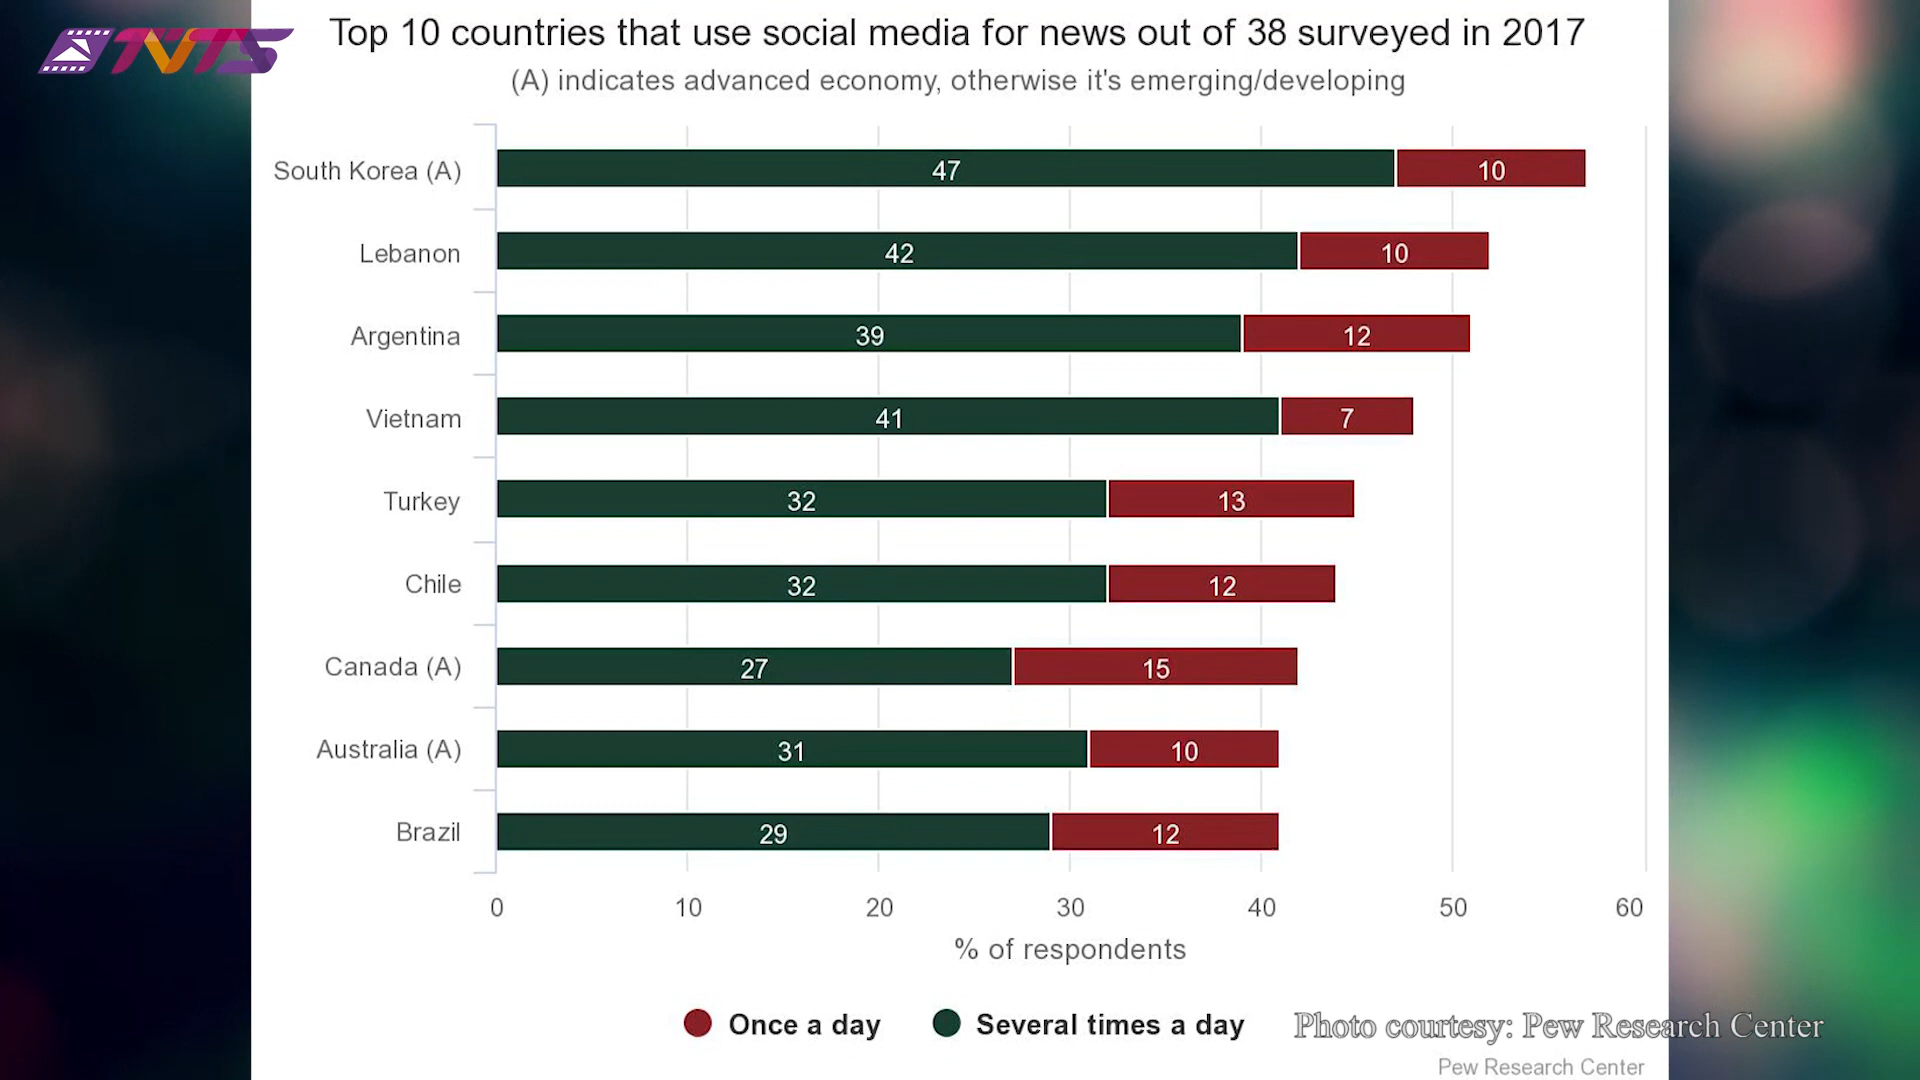 TVTS
Top 10 countries that use social media for news out of 38 surveyed in 2017
(A) indicates advanced economy, otherwise it's emerging/developing
South Korea (A) 47 10
Lebanon 42 10
Argentina 39 12
Vietnam 41 7
Turkey 32 13
Chile 32 12
Canada (A) 27 15
Australia (A) 31 10
Brazil 29 12
0 10 20 30 40 50 60
% of respondents
Once a day Several times a day
Photo courtesy: Pew Research Center
Pew Research Center